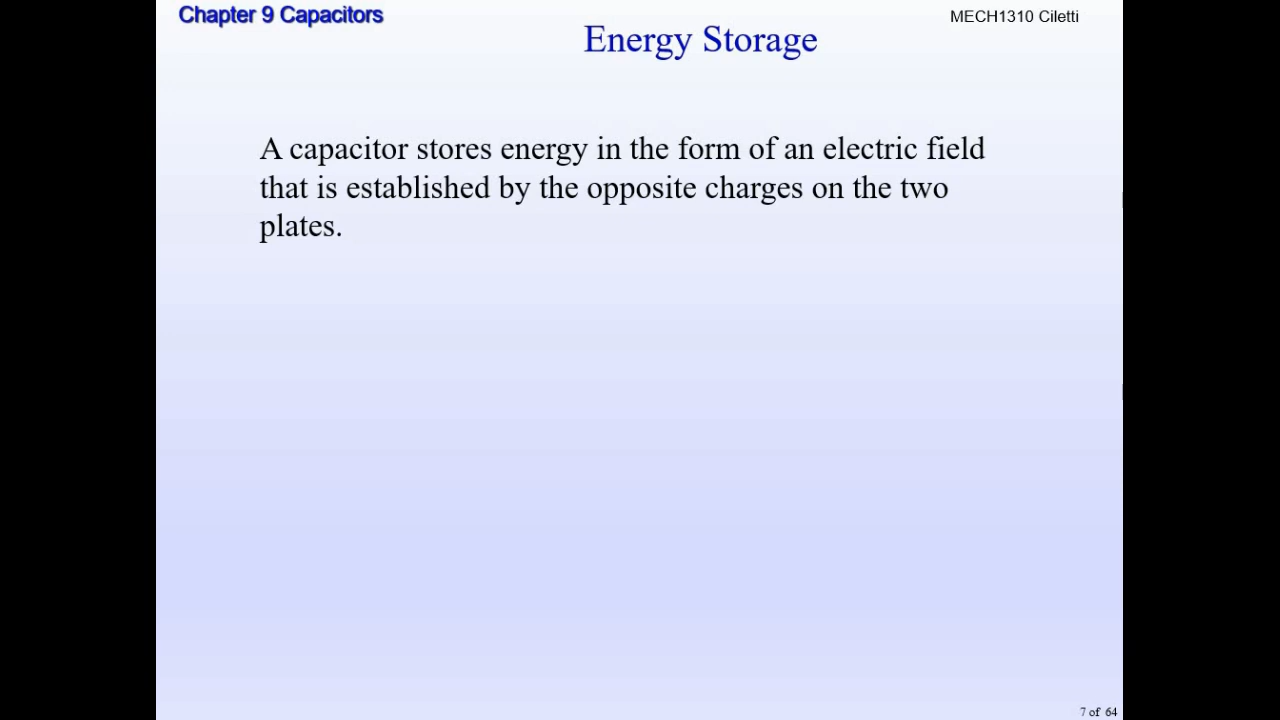 Chapter 9 Capacitors
MECH1310 Ciletti
Energy Storage
A capacitor stores energy in the form of an electric field
that is established by the opposite charges on the two
plates.
7 of 64